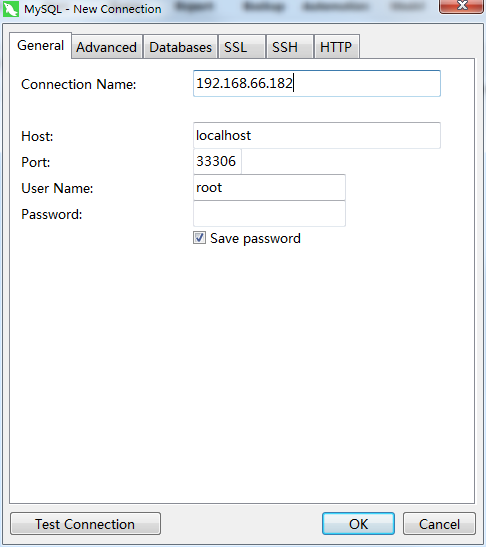 MySQL - New Connection
General Advanced Databases SSL SSH HTTP
Connection Name: 192.168.66.182
Host: localhost
Port: 33306
User Name: root
Password:
Save password
Test Connection OK Cancel